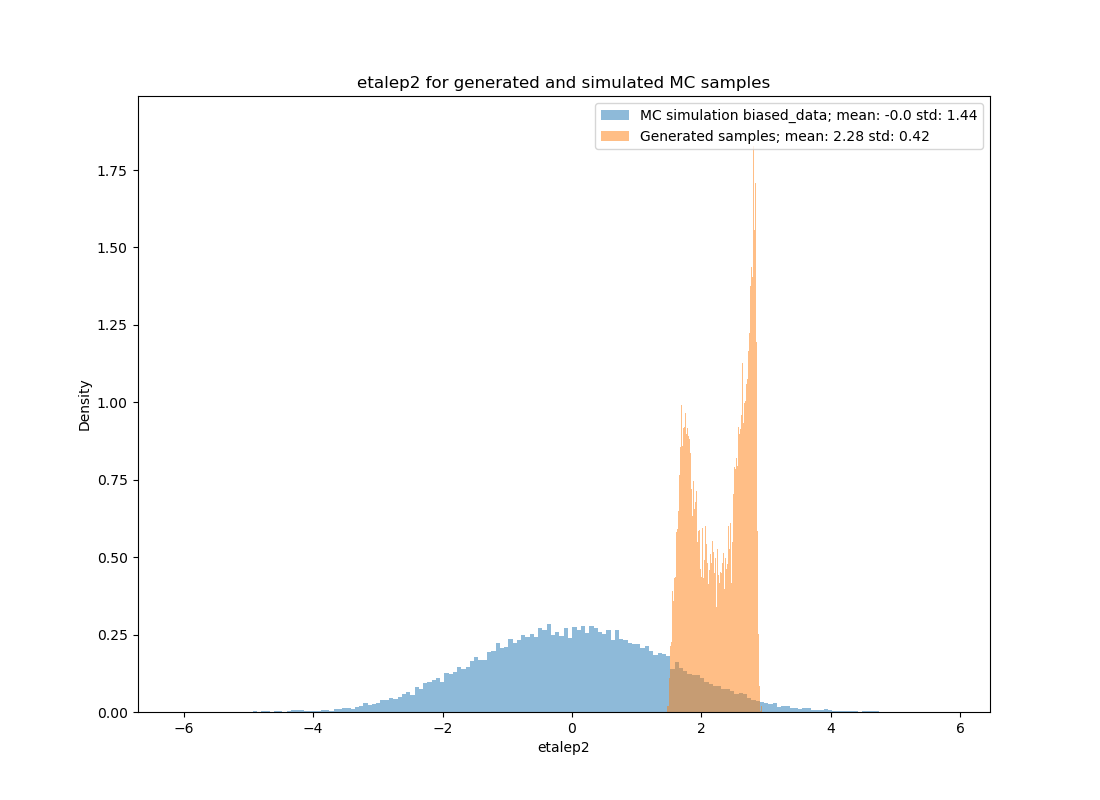 etalep2 for generated and simulated MC samples
MC simulation biased_data; mean: -0.0 std: 1.44
Generated samples; mean: 2.28 std: 0.42
1.75
1.50
1.25
1.00
0.75
0.50
0.25
0.00
Density
−6 −4 −2 0 2 4 6
etalep2